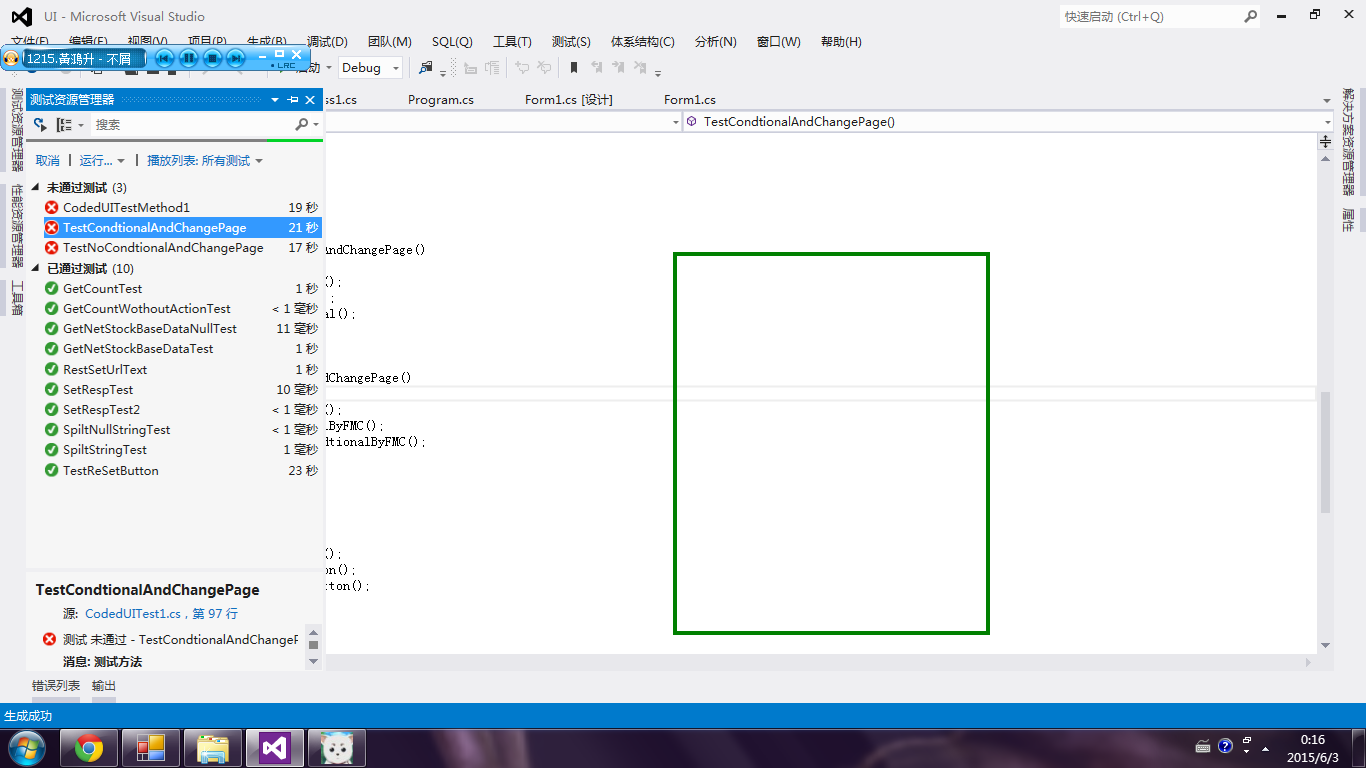 UI - Microsoft Visual Studio
快速启动 (Ctrl+Q)
文件(F) 编辑(E) 视图(V) 项目(P) 生成(B) 调试(D) 团队(M) SQL(Q) 工具(T) 测试(S) 体系结构(C) 分析(N) 窗口(W) 帮助(H)
1215.黃鴻升 - 不屑
LRC
启动 Debug
测试资源管理器
ss1.cs Program.cs Form1.cs [设计] Form1.cs
搜索
TestCondtionalAndChangePage()
取消 运行... 播放列表: 所有测试
未通过测试 (3)
CodedUITestMethod1 19 秒
TestCondtionalAndChangePage 21 秒
TestNoCondtionalAndChangePage 17 秒
已通过测试 (10)
GetCountTest 1 秒
GetCountWothoutActionTest < 1 毫秒
GetNetStockBaseDataNullTest 11 毫秒
GetNetStockBaseDataTest 1 秒
RestSetUrlText 1 秒
SetRespTest 10 毫秒
SetRespTest2 < 1 毫秒
SpiltNullStringTest < 1 毫秒
SpiltStringTest 1 毫秒
TestReSetButton 23 秒
AndChangePage()
();
;
al();
dChangePage()
();
lByFMC();
dtionalByFMC();
();
on();
tton();
TestCondtionalAndChangePage
源: CodedUITest1.cs，第 97 行
测试 未通过 - TestCondtionalAndChangeP
消息: 测试方法
错误列表 输出
生成成功
测试资源管理器
性能资源管理器
工具箱
解决方案资源管理器
属性
0:16
2015/6/3